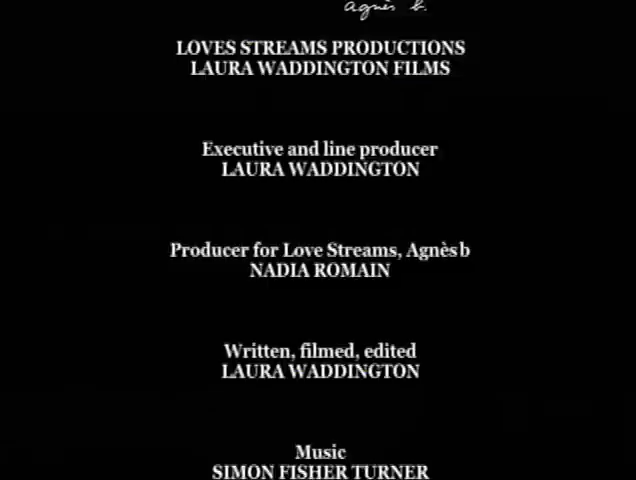 agnès b.
LOVES STREAMS PRODUCTIONS
LAURA WADDINGTON FILMS
Executive and line producer
LAURA WADDINGTON
Producer for Love Streams, Agnès b
NADIA ROMAIN
Written, filmed, edited
LAURA WADDINGTON
Music
SIMON FISHER TURNER